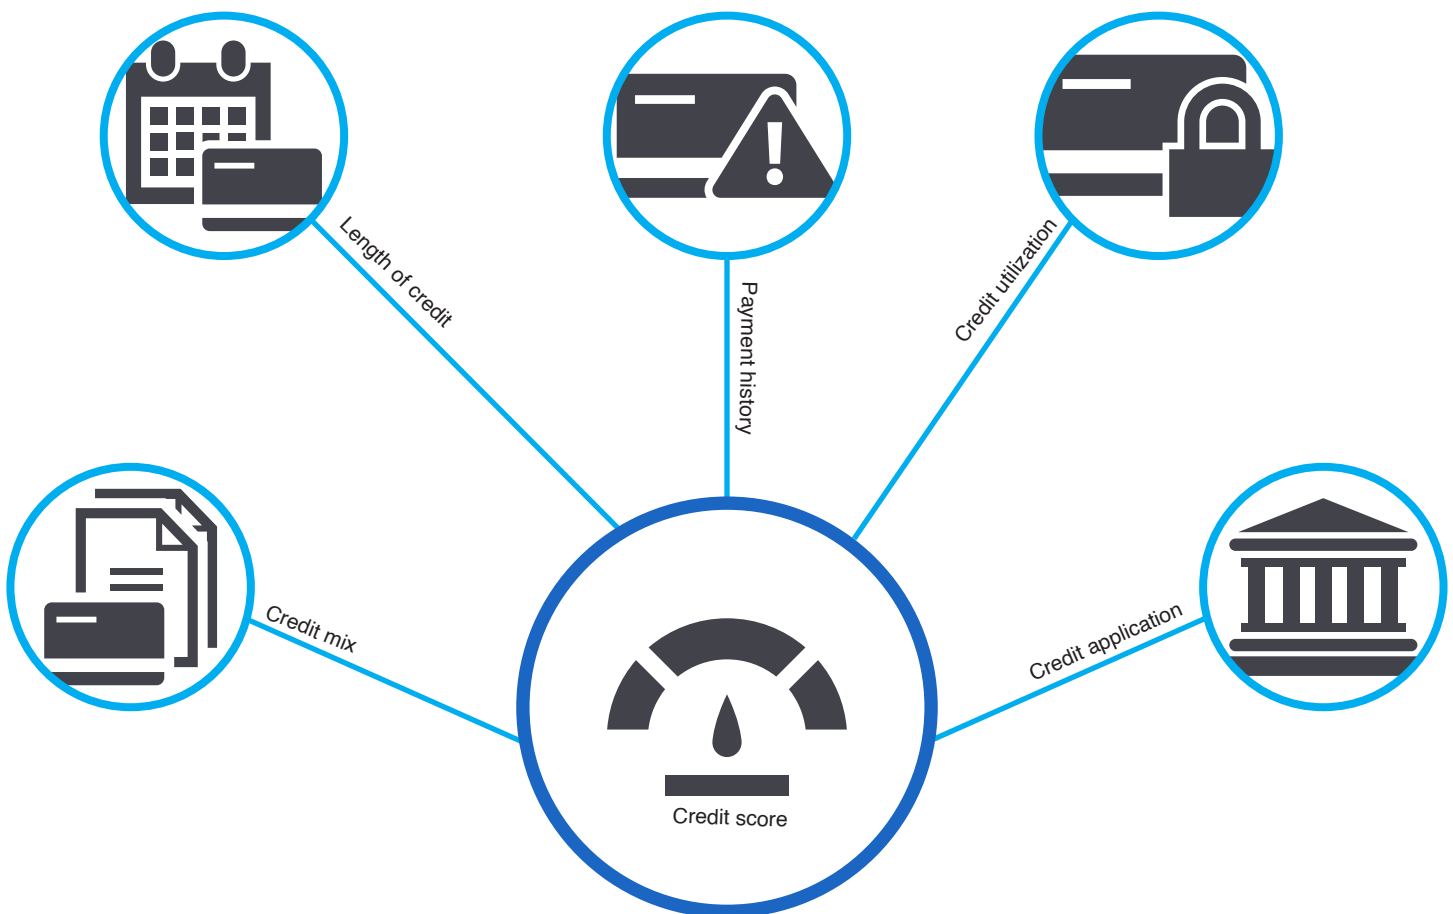 Length of credit
Payment history
Credit utilization
Credit mix
Credit application
Credit score